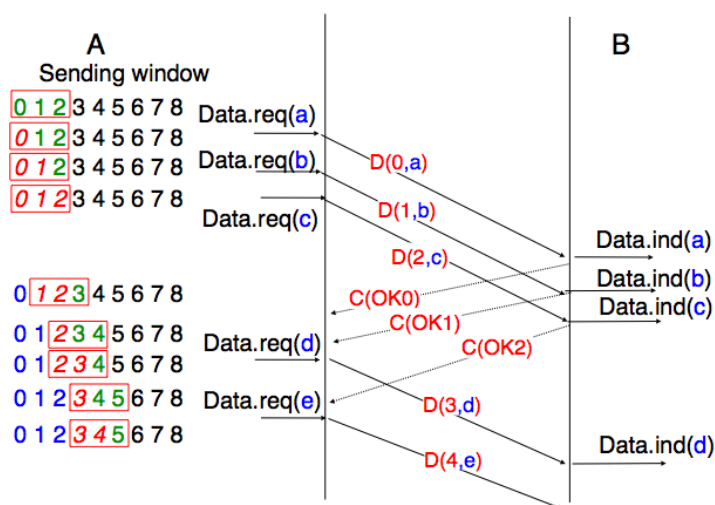 A
B
Sending window
0 1 2 3 4 5 6 7 8
Data.req(a)
0 1 2 3 4 5 6 7 8
Data.req(b)
D(0,a)
0 1 2 3 4 5 6 7 8
0 1 2 3 4 5 6 7 8
Data.req(c)
D(1,b)
D(2,c)
Data.ind(a)
Data.ind(b)
0 1 2 3 4 5 6 7 8
C(OK0)
Data.ind(c)
C(OK1)
0 1 2 3 4 5 6 7 8
Data.req(d)
C(OK2)
0 1 2 3 4 5 6 7 8
0 1 2 3 4 5 6 7 8
Data.req(e)
D(3,d)
0 1 2 3 4 5 6 7 8
D(4,e)
Data.ind(d)